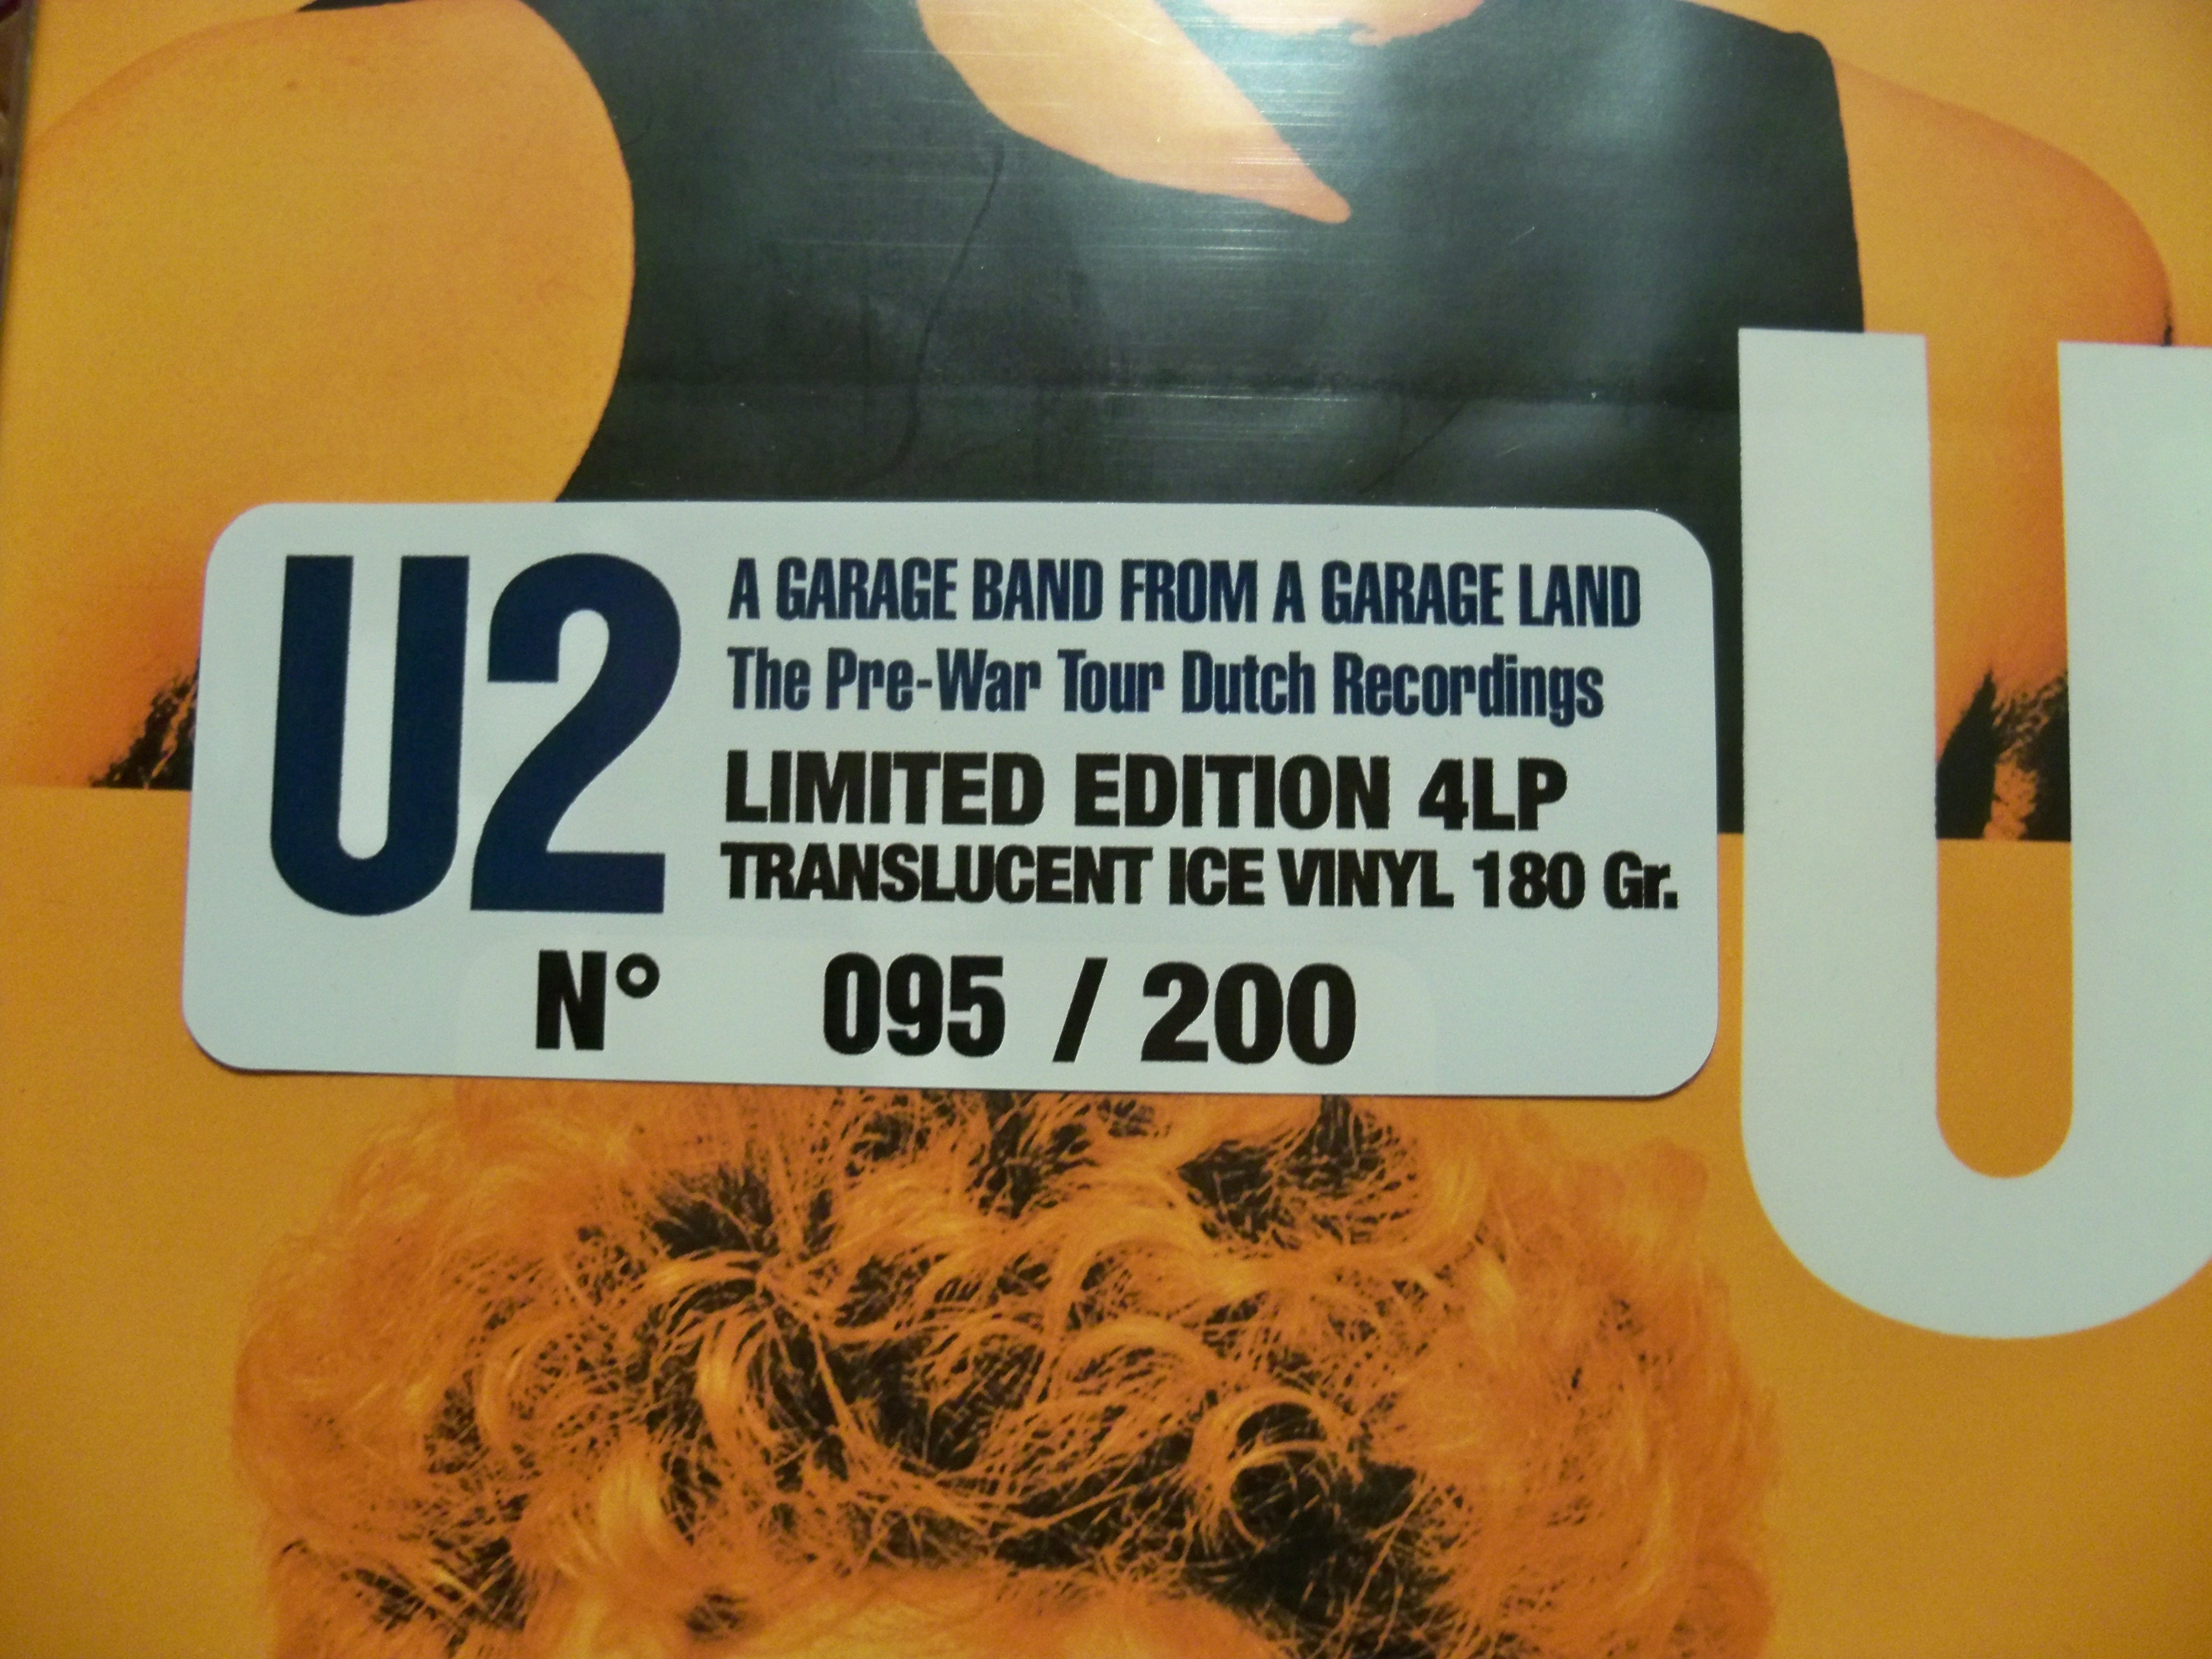 U2
A GARAGE BAND FROM A GARAGE LAND
The Pre-War Tour Dutch Recordings
LIMITED EDITION 4LP
TRANSLUCENT ICE VINYL 180 Gr.
N° 095 / 200
U